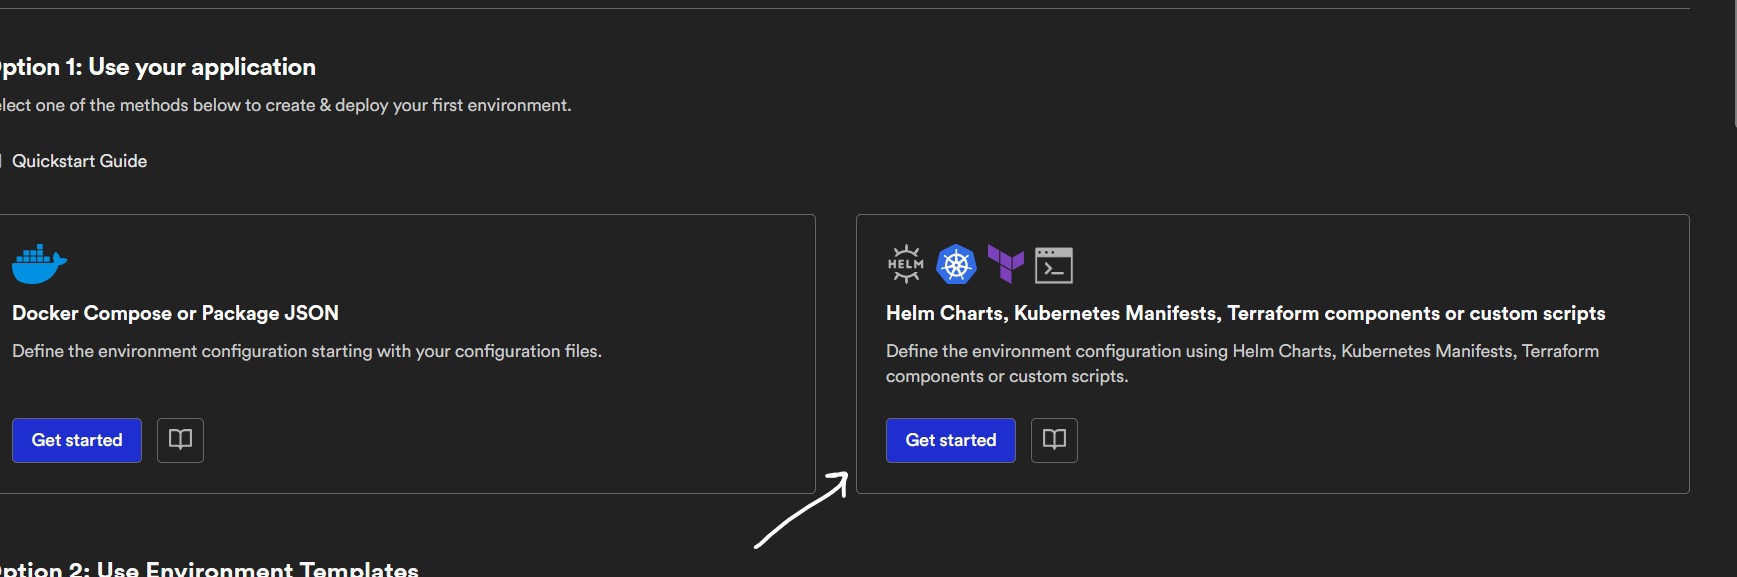 ption 1: Use your application
lect one of the methods below to create & deploy your first environment.
Quickstart Guide
HELM
Docker Compose or Package JSON
Define the environment configuration starting with your configuration files.
Get started
Helm Charts, Kubernetes Manifests, Terraform components or custom scripts
Define the environment configuration using Helm Charts, Kubernetes Manifests, Terraform
components or custom scripts.
Get started
ption 2: Use Environment Templates